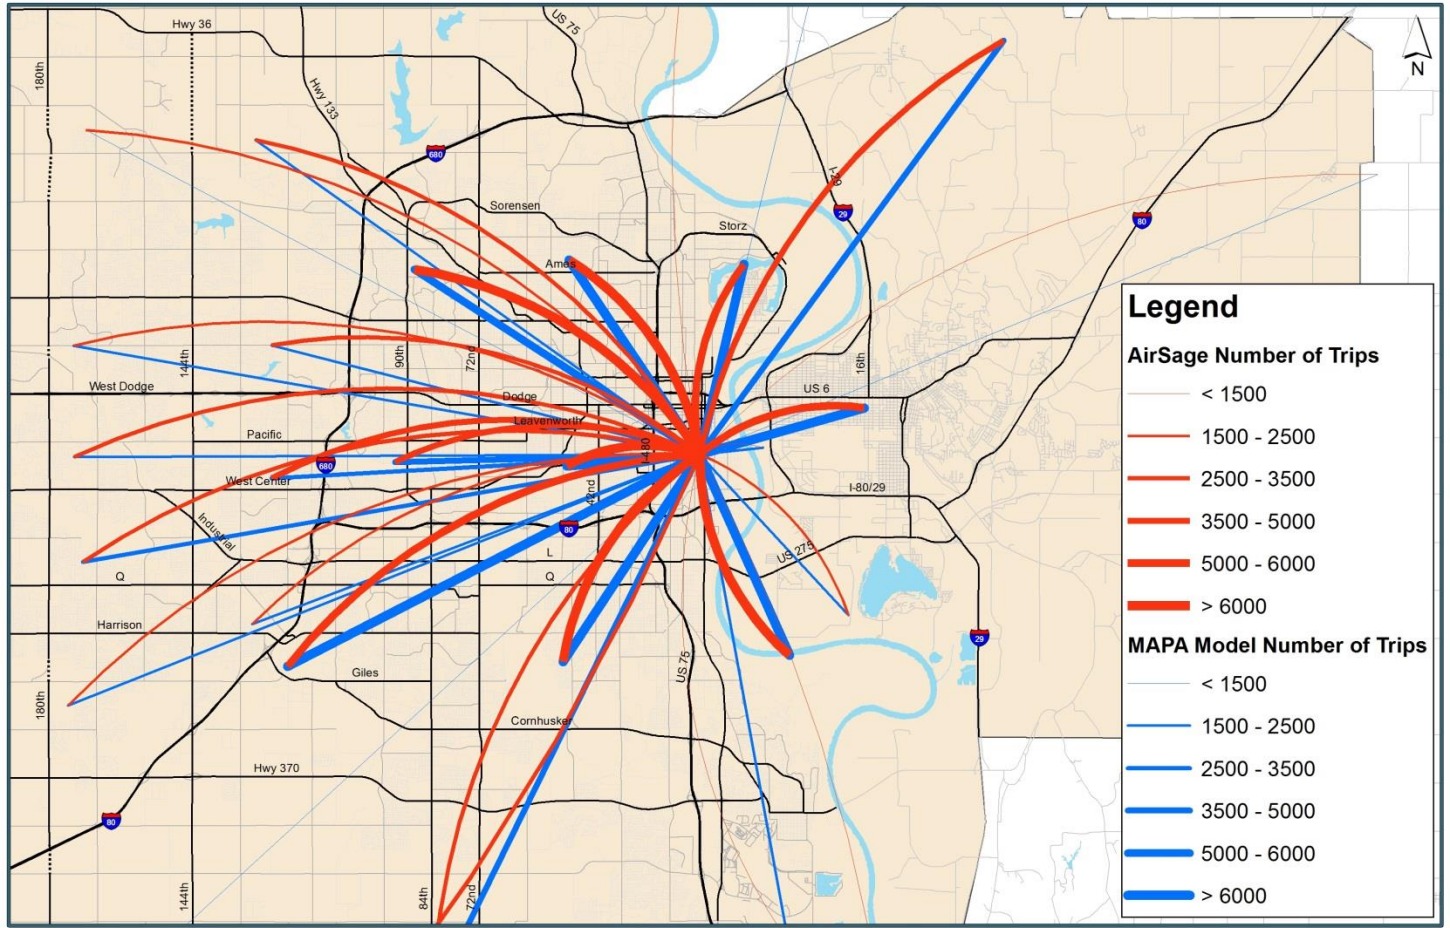 Hwy 36
US 75
180th
Hwy 133
N
680
I-29
Sorensen
29
80
Storz
Ames
Legend
AirSage Number of Trips
144th
90th
72nd
16th
West Dodge
US 6
< 1500
Dodge
Leavenworth
1500 - 2500
Pacific
I-480
680
2500 - 3500
West Center
42nd
I-80/29
3500 - 5000
Industrial
80
L
US 275
5000 - 6000
Q
Q
> 6000
Harrison
29
MAPA Model Number of Trips
Giles
US 75
< 1500
180th
Cornhusker
1500 - 2500
Hwy 370
2500 - 3500
80
3500 - 5000
5000 - 6000
144th
84th
72nd
> 6000